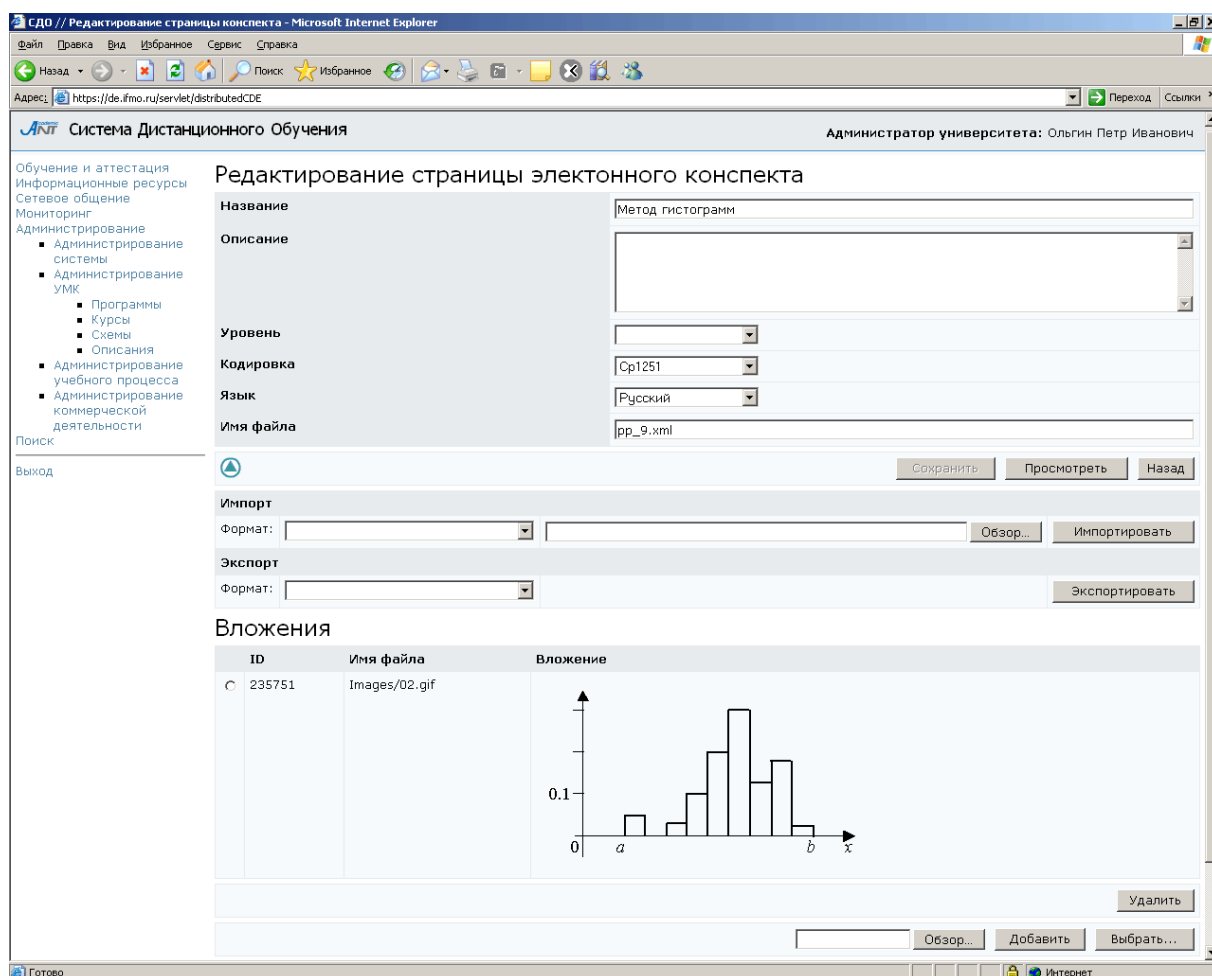 СДО // Редактирование страницы конспекта - Microsoft Internet Explorer
Файл Правка Вид Избранное Сервис Справка
Назад Поиск Избранное
Адрес: https://de.ifmo.ru/servlet/distributedCDE Переход Ссылки »
Academic ANT Система Дистанционного Обучения Администратор университета: Ольгин Петр Иванович
Обучение и аттестация
Информационные ресурсы
Сетевое общение
Мониторинг
Администрирование
Администрирование
системы
Администрирование
УМК
Программы
Курсы
Схемы
Описания
Администрирование
учебного процесса
Администрирование
коммерческой
деятельности
Поиск
Выход
Редактирование страницы электонного конспекта
Название Метод гистограмм
Описание
Уровень
Кодировка Cp1251
Язык Русский
Имя файла pp_9.xml
Сохранить Просмотреть Назад
Импорт
Формат: Обзор... Импортировать
Экспорт
Формат: Экспортировать
Вложения
ID Имя файла Вложение
235751 Images/02.gif
0.1
0 a b x
Удалить
Обзор... Добавить Выбрать...
Готово Интернет